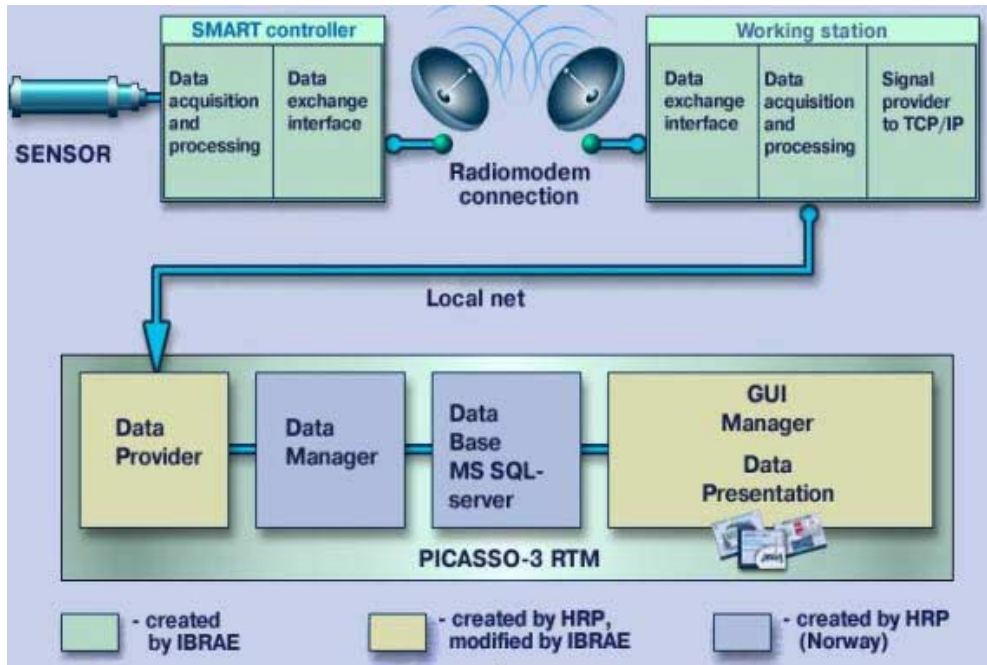 SMART controller
Data
acquisition
and
processing
Data
exchange
interface
SENSOR
Radiomodem
connection
Working station
Data
exchange
interface
Data
acquisition
and
processing
Signal
provider
to TCP/IP
Local net
Data
Provider
Data
Manager
Data
Base
MS SQL-
server
GUI
Manager
Data
Presentation
PICASSO-3 RTM
- created
by IBRAE
- created by HRP,
modified by IBRAE
- created by HRP
(Norway)